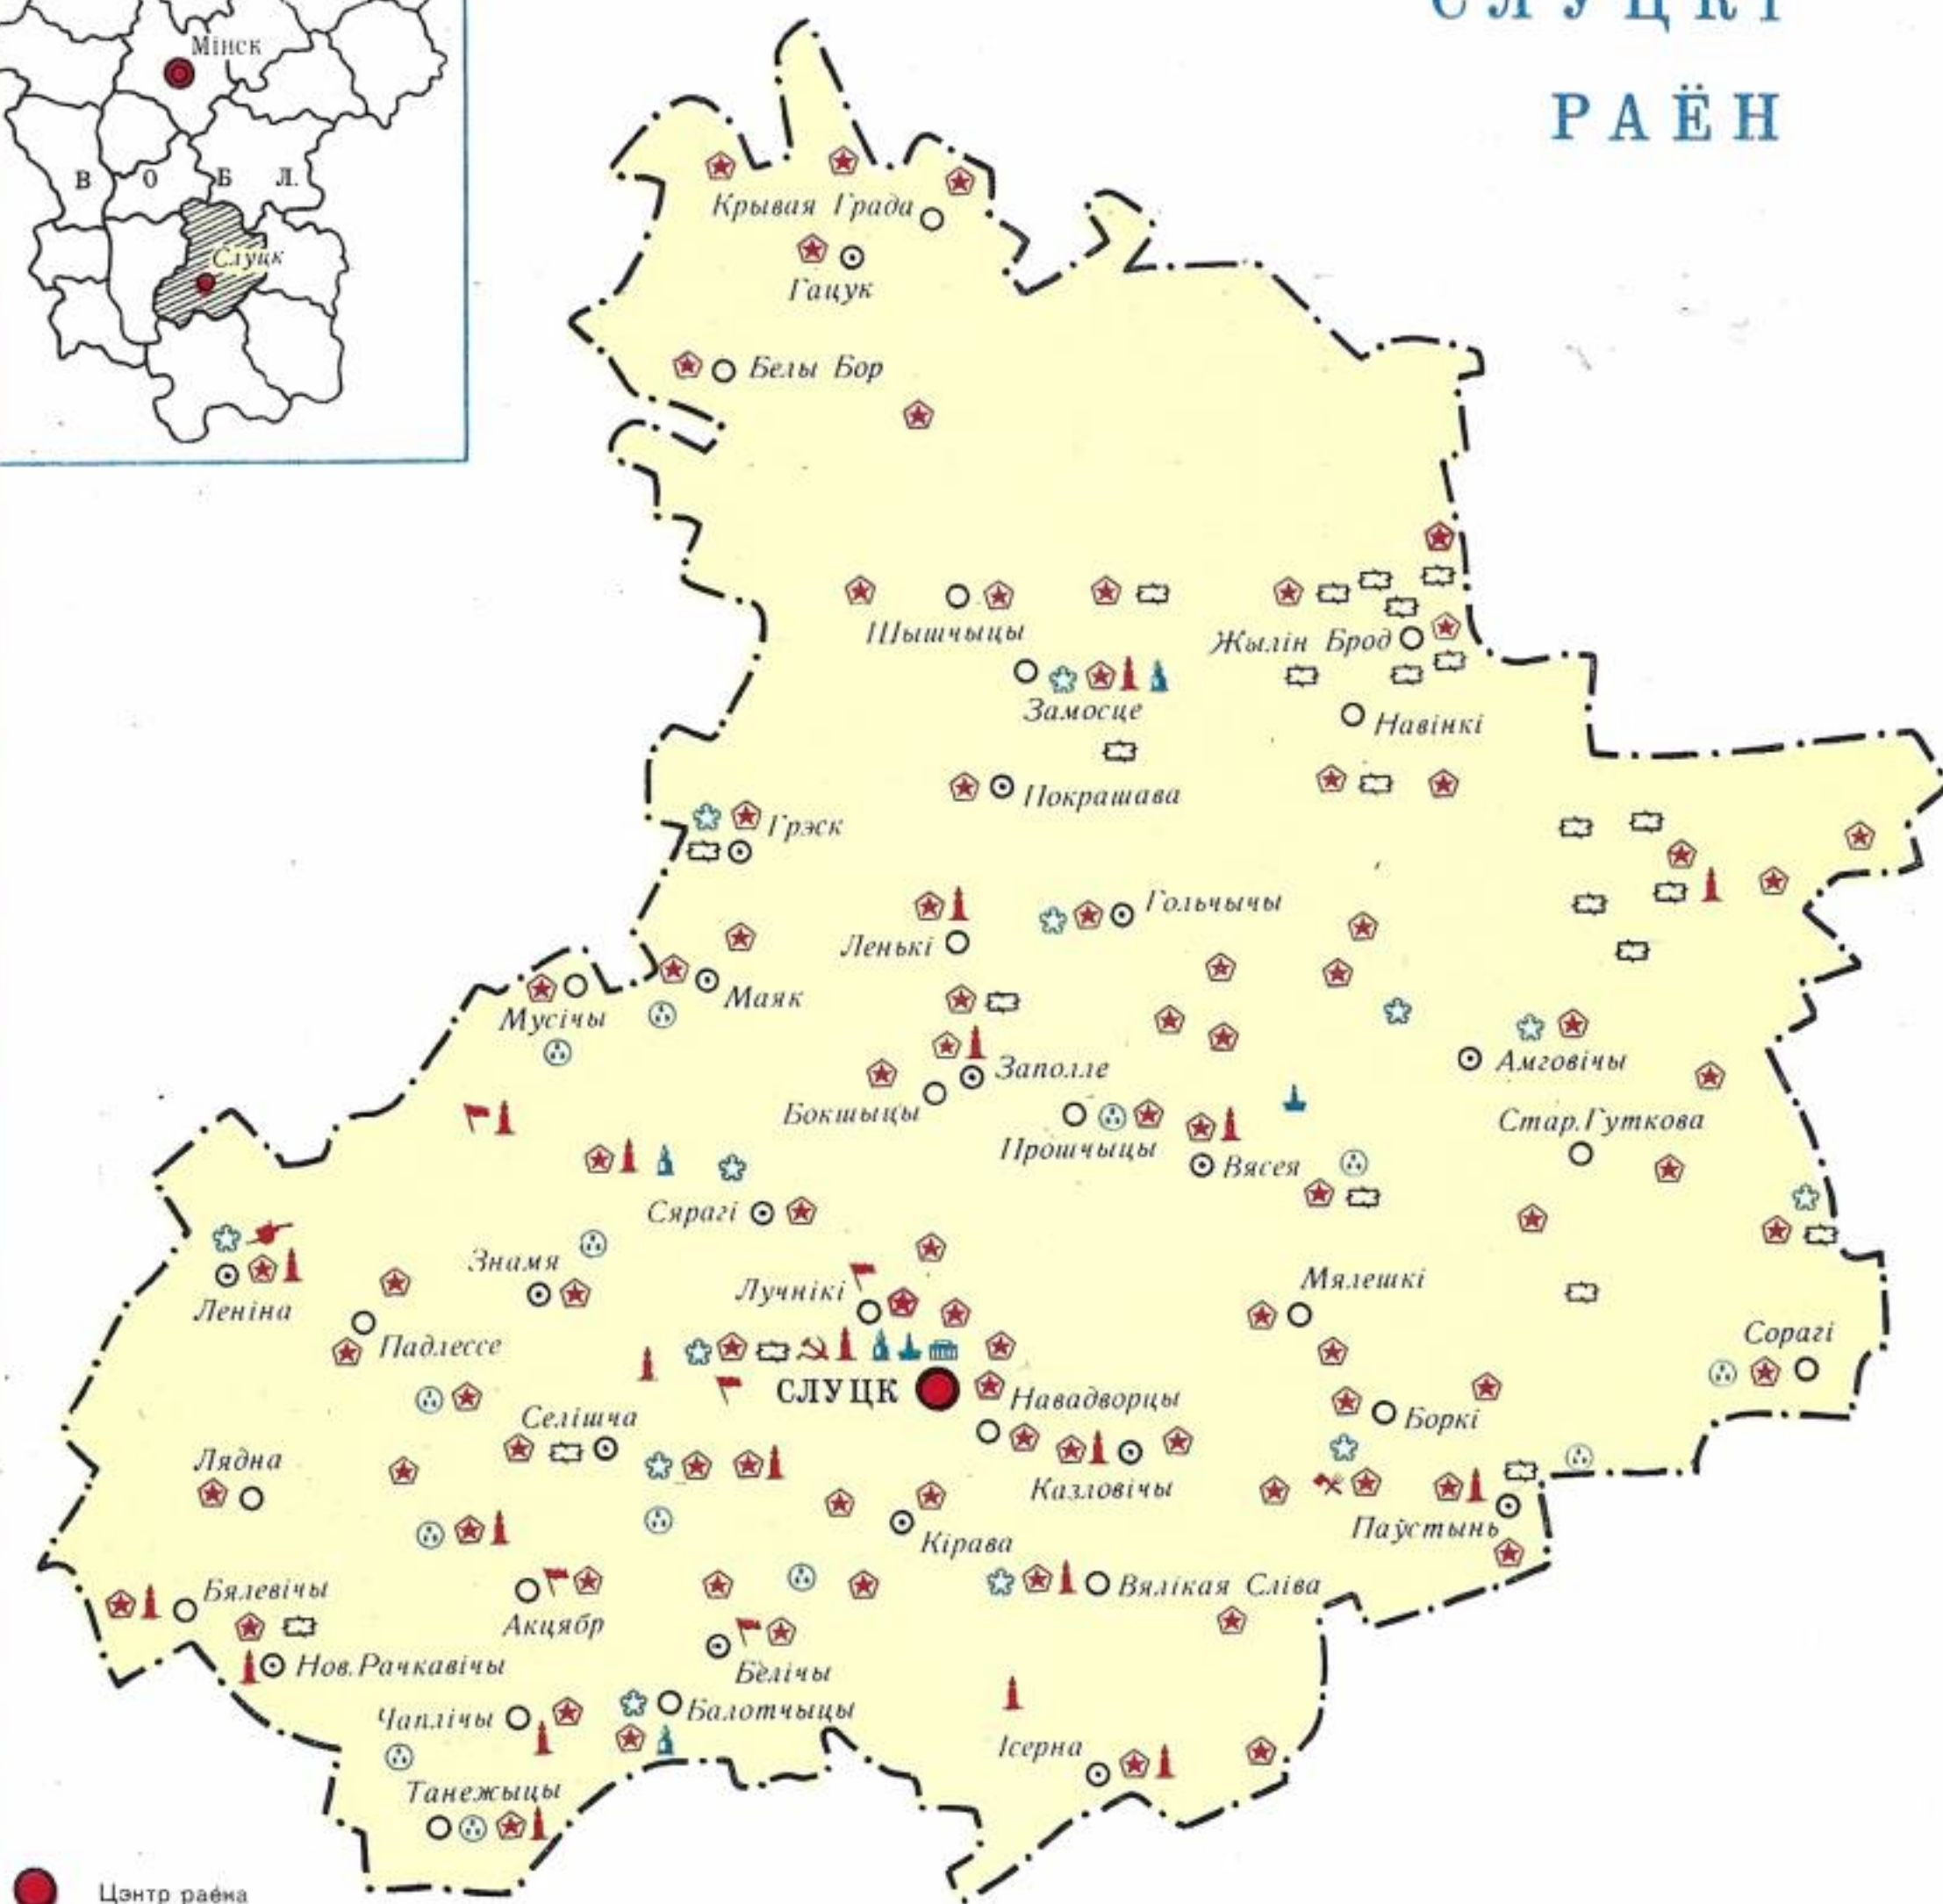 СЛУЦКІ
РАЁН
Мінск
В О Б Л.
Слуцк
Крывая Града
Гацук
Белы Бор
Шышчыцы
Жылін Брод
Замосце
Навінкі
Покрашава
Грэск
Гольчычы
Ленькі
Маяк
Мусічы
Заполле
Амговічы
Бокшыцы
Стар. Гуткова
Прошчыцы
Вясея
Сярагі
Знамя
Мялешкі
Лучнікі
Леніна
Падлессе
Сорагі
СЛУЦК
Навадворцы
Селішча
Боркі
Лядна
Казловічы
Паўстынь
Кірава
Бялевічы
Вялікая Сліва
Акцябр
Нов. Рачкавічы
Белічы
Чаплічы
Балотчыцы
Ісерна
Танежыцы
Цэнтр раёна